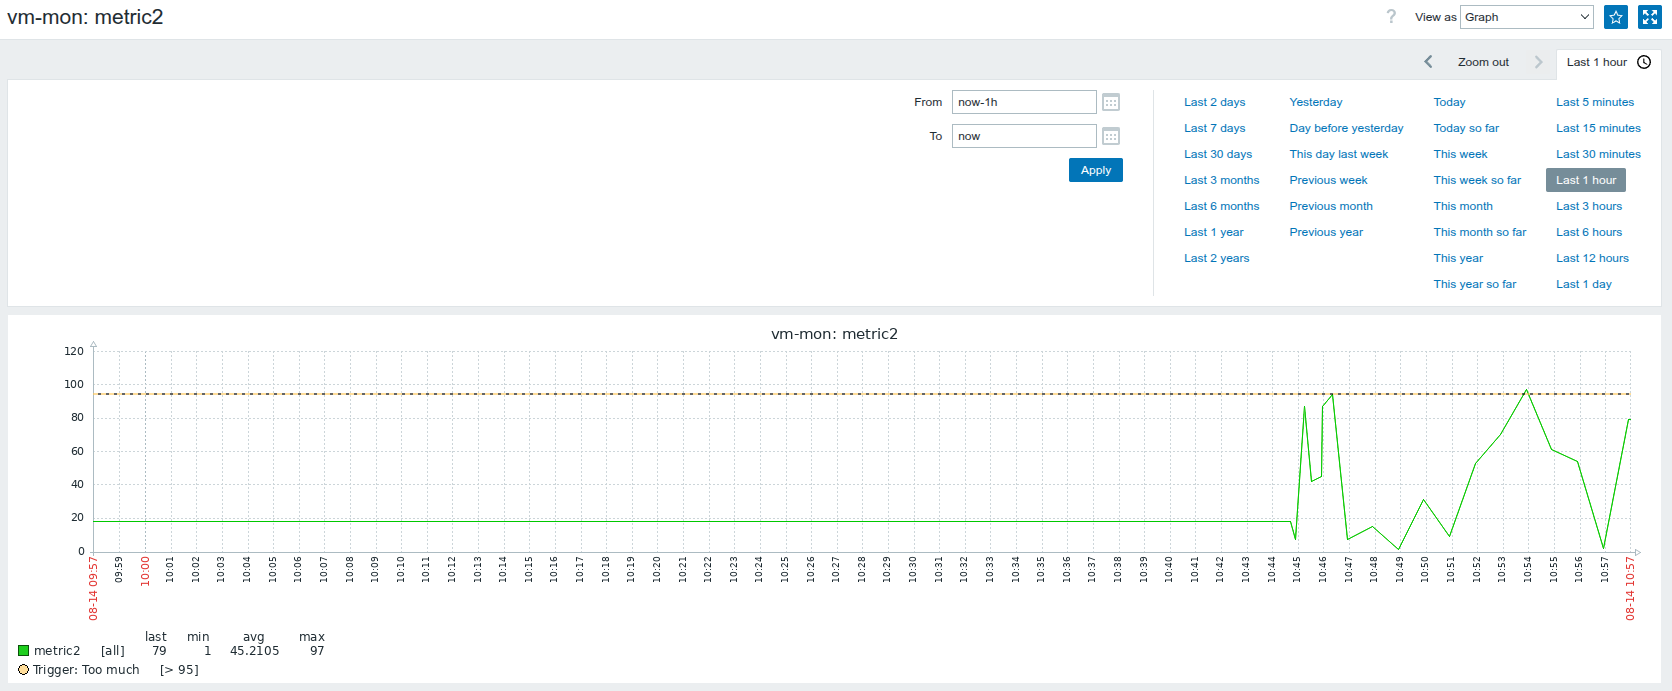 vm-mon: metric2
? View as Graph
Zoom out Last 1 hour
From now-1h
To now
Apply
Last 2 days Yesterday Today Last 5 minutes
Last 7 days Day before yesterday Today so far Last 15 minutes
Last 30 days This day last week This week Last 30 minutes
Last 3 months Previous week This week so far Last 1 hour
Last 6 months Previous month This month Last 3 hours
Last 1 year Previous year This month so far Last 6 hours
Last 2 years This year Last 12 hours
This year so far Last 1 day
vm-mon: metric2
120
100
80
60
40
20
0
08-14 09:57 09:59 10:00 10:01 10:02 10:03 10:04 10:05 10:06 10:07 10:08 10:09 10:10 10:11 10:12 10:13 10:14 10:15 10:16 10:17 10:18 10:19 10:20 10:21 10:22 10:23 10:24 10:25 10:26 10:27 10:28 10:29 10:30 10:31 10:32 10:33 10:34 10:35 10:36 10:37 10:38 10:39 10:40 10:41 10:42 10:43 10:44 10:45 10:46 10:47 10:48 10:49 10:50 10:51 10:52 10:53 10:54 10:55 10:56 10:57 08-14 10:57
last min avg max
metric2 [all] 79 1 45.2105 97
Trigger: Too much [> 95]